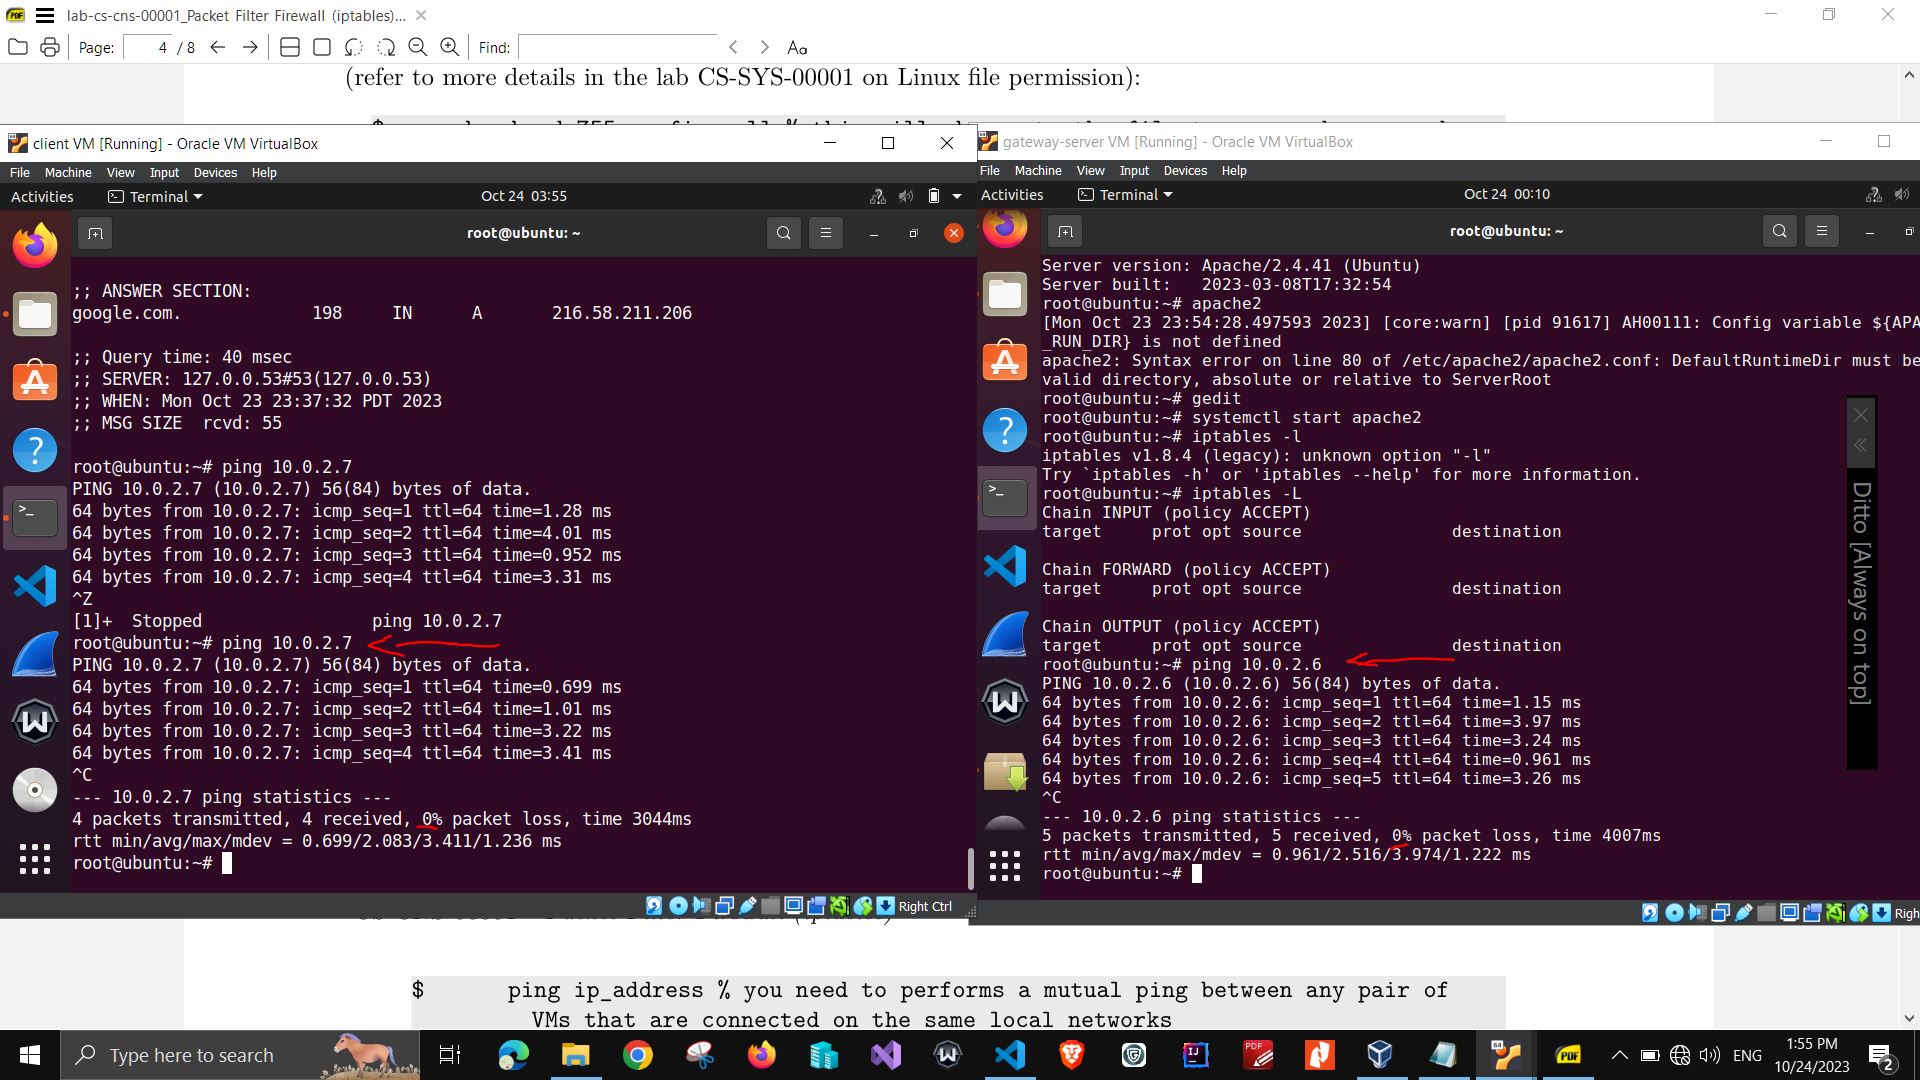 lab-cs-cns-00001_Packet Filter Firewall (iptables)...
Page: 4 / 8 Find: Aa
(refer to more details in the lab CS-SYS-00001 on Linux file permission):
client VM [Running] - Oracle VM VirtualBox
File Machine View Input Devices Help
Activities Terminal Oct 24 03:55
root@ubuntu: ~
;; ANSWER SECTION:
google.com. 198 IN A 216.58.211.206
;; Query time: 40 msec
;; SERVER: 127.0.0.53#53(127.0.0.53)
;; WHEN: Mon Oct 23 23:37:32 PDT 2023
;; MSG SIZE rcvd: 55
root@ubuntu:~# ping 10.0.2.7
PING 10.0.2.7 (10.0.2.7) 56(84) bytes of data.
64 bytes from 10.0.2.7: icmp_seq=1 ttl=64 time=1.28 ms
64 bytes from 10.0.2.7: icmp_seq=2 ttl=64 time=4.01 ms
64 bytes from 10.0.2.7: icmp_seq=3 ttl=64 time=0.952 ms
64 bytes from 10.0.2.7: icmp_seq=4 ttl=64 time=3.31 ms
^Z
[1]+ Stopped ping 10.0.2.7
root@ubuntu:~# ping 10.0.2.7
PING 10.0.2.7 (10.0.2.7) 56(84) bytes of data.
64 bytes from 10.0.2.7: icmp_seq=1 ttl=64 time=0.699 ms
64 bytes from 10.0.2.7: icmp_seq=2 ttl=64 time=1.01 ms
64 bytes from 10.0.2.7: icmp_seq=3 ttl=64 time=3.22 ms
64 bytes from 10.0.2.7: icmp_seq=4 ttl=64 time=3.41 ms
^C
--- 10.0.2.7 ping statistics ---
4 packets transmitted, 4 received, 0% packet loss, time 3044ms
rtt min/avg/max/mdev = 0.699/2.083/3.411/1.236 ms
root@ubuntu:~#
Right Ctrl
gateway-server VM [Running] - Oracle VM VirtualBox
File Machine View Input Devices Help
Activities Terminal Oct 24 00:10
root@ubuntu: ~
Server version: Apache/2.4.41 (Ubuntu)
Server built: 2023-03-08T17:32:54
root@ubuntu:~# apache2
[Mon Oct 23 23:54:28.497593 2023] [core:warn] [pid 91617] AH00111: Config variable ${APA
_RUN_DIR} is not defined
apache2: Syntax error on line 80 of /etc/apache2/apache2.conf: DefaultRuntimeDir must be
valid directory, absolute or relative to ServerRoot
root@ubuntu:~# gedit
root@ubuntu:~# systemctl start apache2
root@ubuntu:~# iptables -l
iptables v1.8.4 (legacy): unknown option "-l"
Try `iptables -h' or 'iptables --help' for more information.
root@ubuntu:~# iptables -L
Chain INPUT (policy ACCEPT)
target prot opt source destination
Chain FORWARD (policy ACCEPT)
target prot opt source destination
Chain OUTPUT (policy ACCEPT)
target prot opt source destination
root@ubuntu:~# ping 10.0.2.6
PING 10.0.2.6 (10.0.2.6) 56(84) bytes of data.
64 bytes from 10.0.2.6: icmp_seq=1 ttl=64 time=1.15 ms
64 bytes from 10.0.2.6: icmp_seq=2 ttl=64 time=3.97 ms
64 bytes from 10.0.2.6: icmp_seq=3 ttl=64 time=3.24 ms
64 bytes from 10.0.2.6: icmp_seq=4 ttl=64 time=0.961 ms
64 bytes from 10.0.2.6: icmp_seq=5 ttl=64 time=3.26 ms
^C
--- 10.0.2.6 ping statistics ---
5 packets transmitted, 5 received, 0% packet loss, time 4007ms
rtt min/avg/max/mdev = 0.961/2.516/3.974/1.222 ms
root@ubuntu:~#
Righ
Ditto [Always on top]
$ ping ip_address % you need to performs a mutual ping between any pair of
VMs that are connected on the same local networks
Type here to search
ENG
1:55 PM
10/24/2023
2